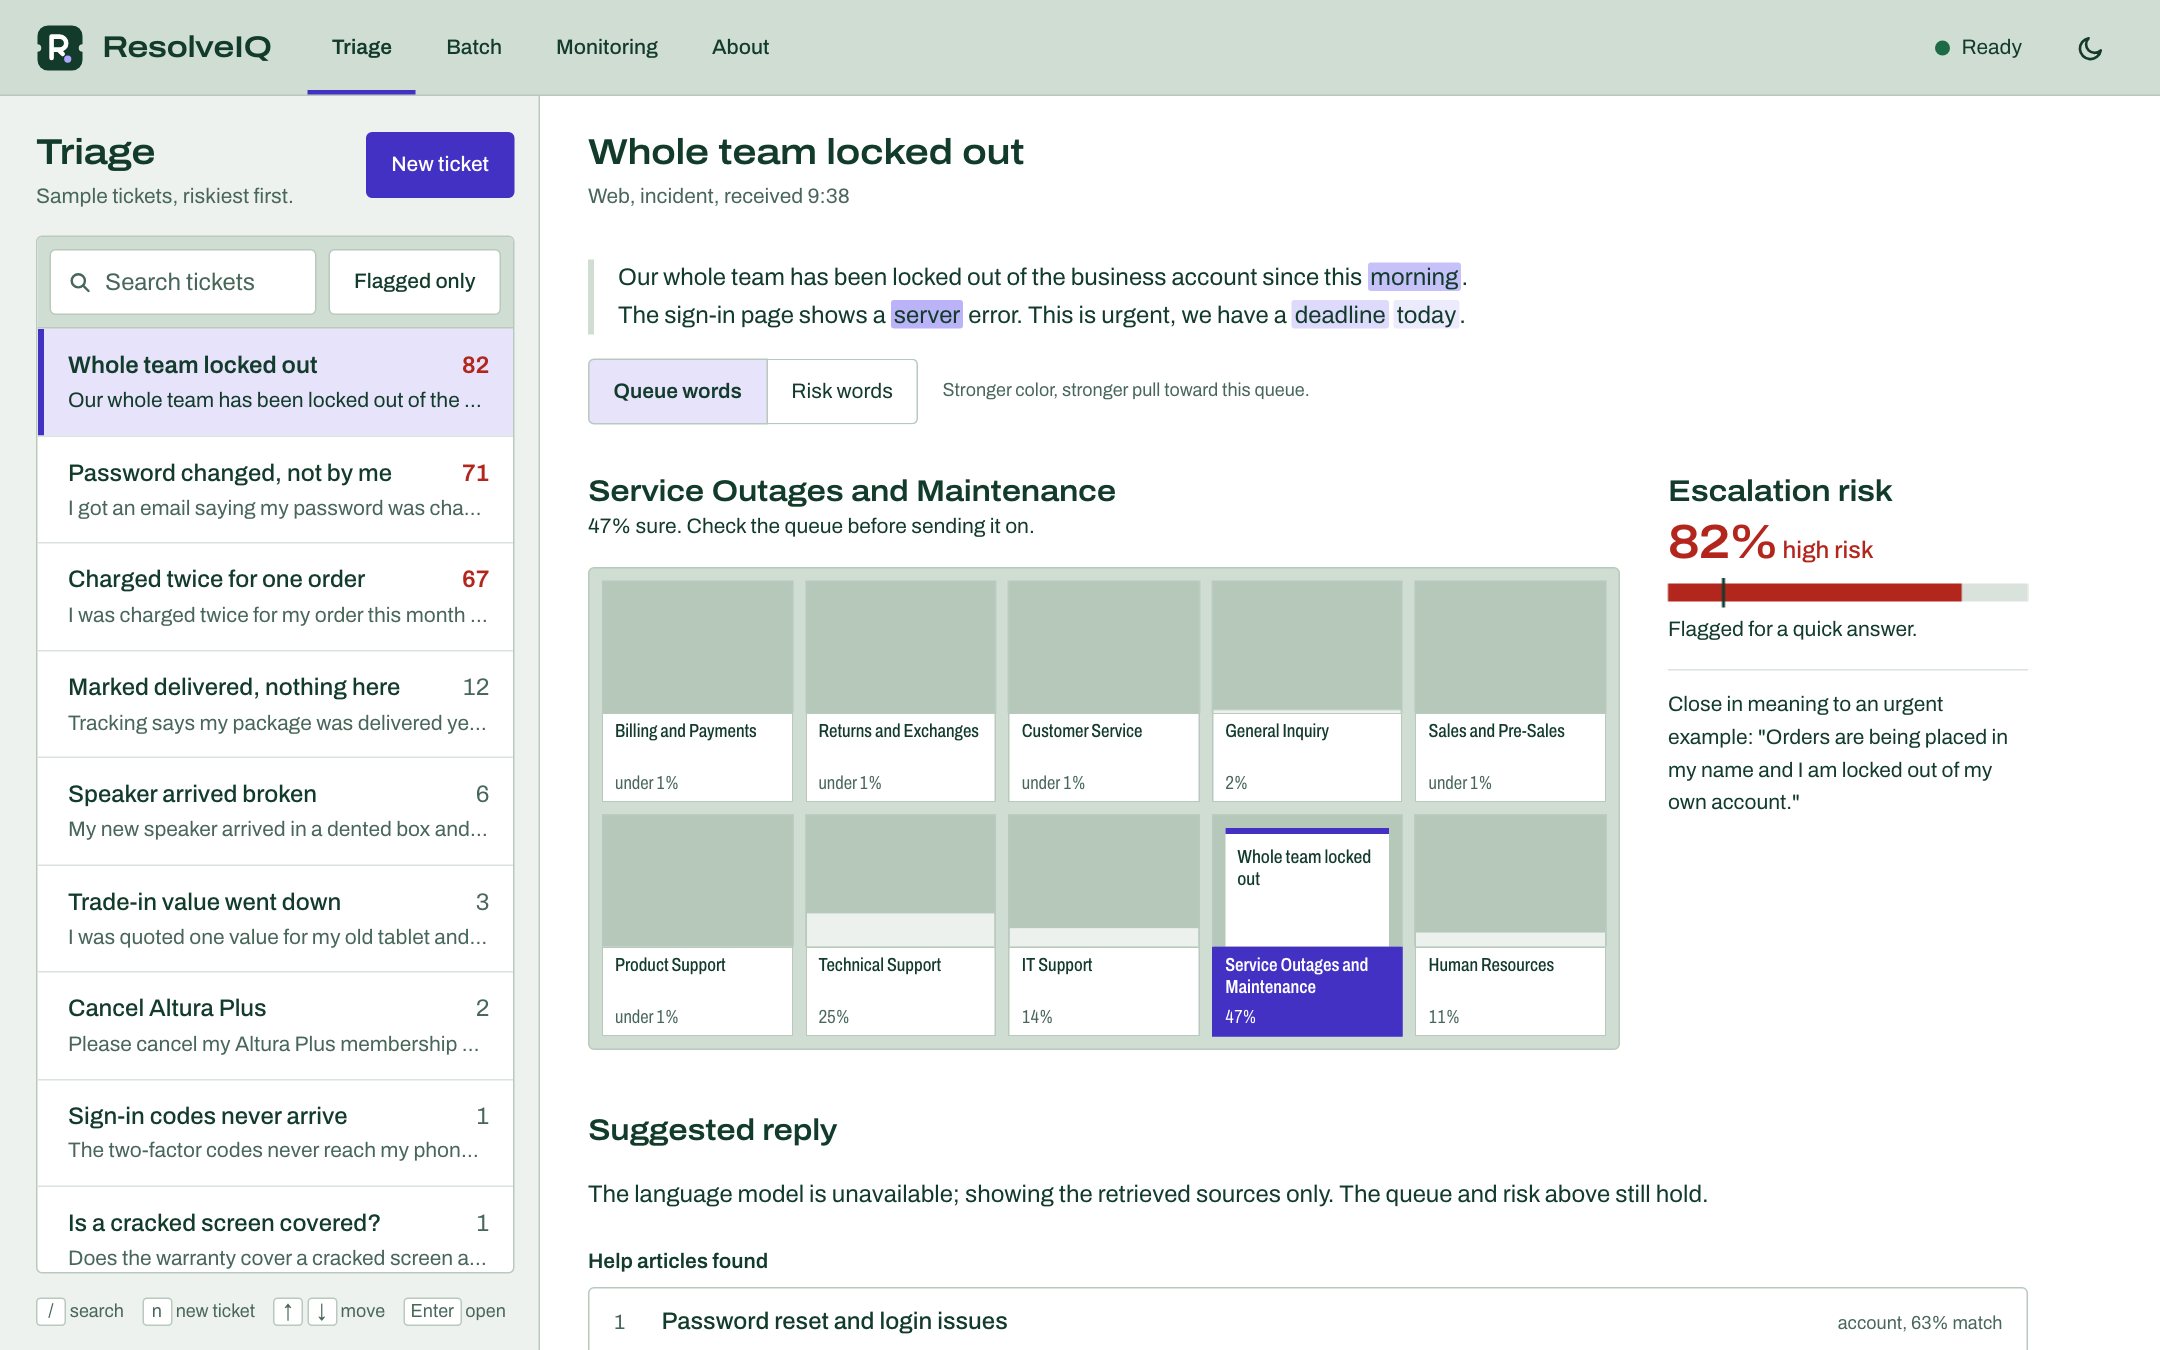 R ResolveIQ
Triage
Batch
Monitoring
About
Ready
Triage
New ticket
Sample tickets, riskiest first.
Search tickets
Flagged only
Whole team locked out 82
Our whole team has been locked out of the ...
Password changed, not by me 71
I got an email saying my password was cha...
Charged twice for one order 67
I was charged twice for my order this month ...
Marked delivered, nothing here 12
Tracking says my package was delivered ye...
Speaker arrived broken 6
My new speaker arrived in a dented box and...
Trade-in value went down 3
I was quoted one value for my old tablet and...
Cancel Altura Plus 2
Please cancel my Altura Plus membership ...
Sign-in codes never arrive 1
The two-factor codes never reach my phon...
Is a cracked screen covered? 1
Does the warranty cover a cracked screen a...
/ search n new ticket ↑ ↓ move Enter open
Whole team locked out
Web, incident, received 9:38
Our whole team has been locked out of the business account since this morning.
The sign-in page shows a server error. This is urgent, we have a deadline today.
Queue words
Risk words
Stronger color, stronger pull toward this queue.
Service Outages and Maintenance
47% sure. Check the queue before sending it on.
Billing and Payments
under 1%
Returns and Exchanges
under 1%
Customer Service
under 1%
General Inquiry
2%
Sales and Pre-Sales
under 1%
Product Support
under 1%
Technical Support
25%
IT Support
14%
Whole team locked
out
Service Outages and
Maintenance
47%
Human Resources
11%
Escalation risk
82% high risk
Flagged for a quick answer.
Close in meaning to an urgent
example: "Orders are being placed in
my name and I am locked out of my
own account."
Suggested reply
The language model is unavailable; showing the retrieved sources only. The queue and risk above still hold.
Help articles found
1 Password reset and login issues account, 63% match